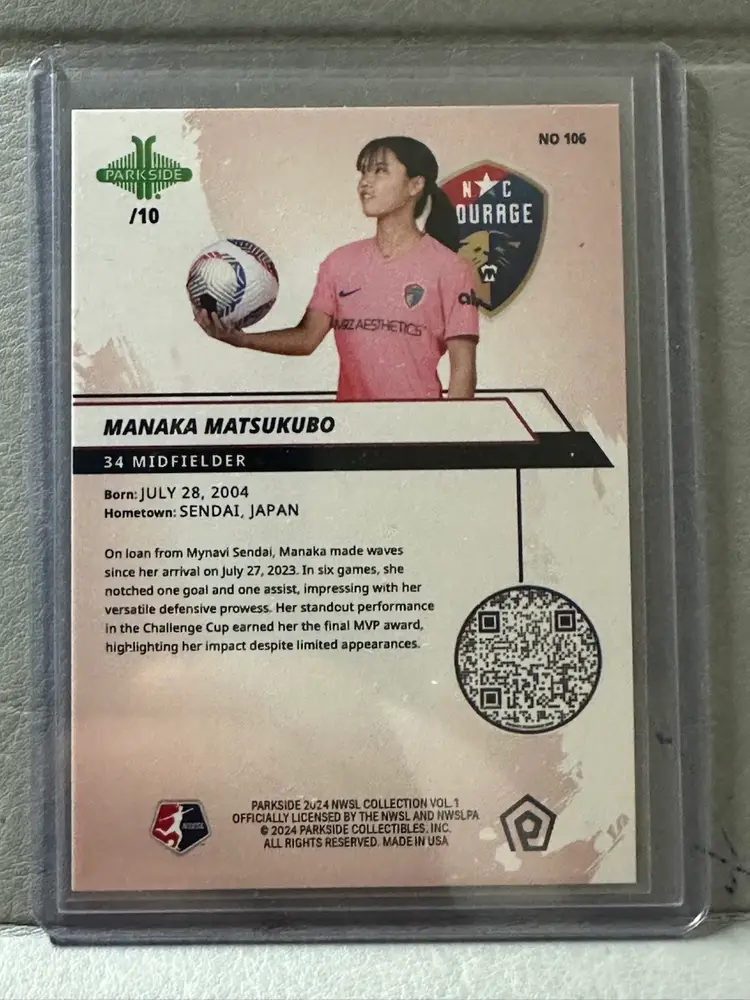 NO 106
PARKSIDE
/10
N C
OURAGE
MANAKA MATSUKUBO
34 MIDFIELDER
Born: JULY 28, 2004
Hometown: SENDAI, JAPAN
On loan from Mynavi Sendai, Manaka made waves
since her arrival on July 27, 2023. In six games, she
notched one goal and one assist, impressing with her
versatile defensive prowess. Her standout performance
in the Challenge Cup earned her the final MVP award,
highlighting her impact despite limited appearances.
PARKSIDE 2024 NWSL COLLECTION VOL.1
OFFICIALLY LICENSED BY THE NWSL AND NWSLPA
© 2024 PARKSIDE COLLECTIBLES, INC.
ALL RIGHTS RESERVED. MADE IN USA